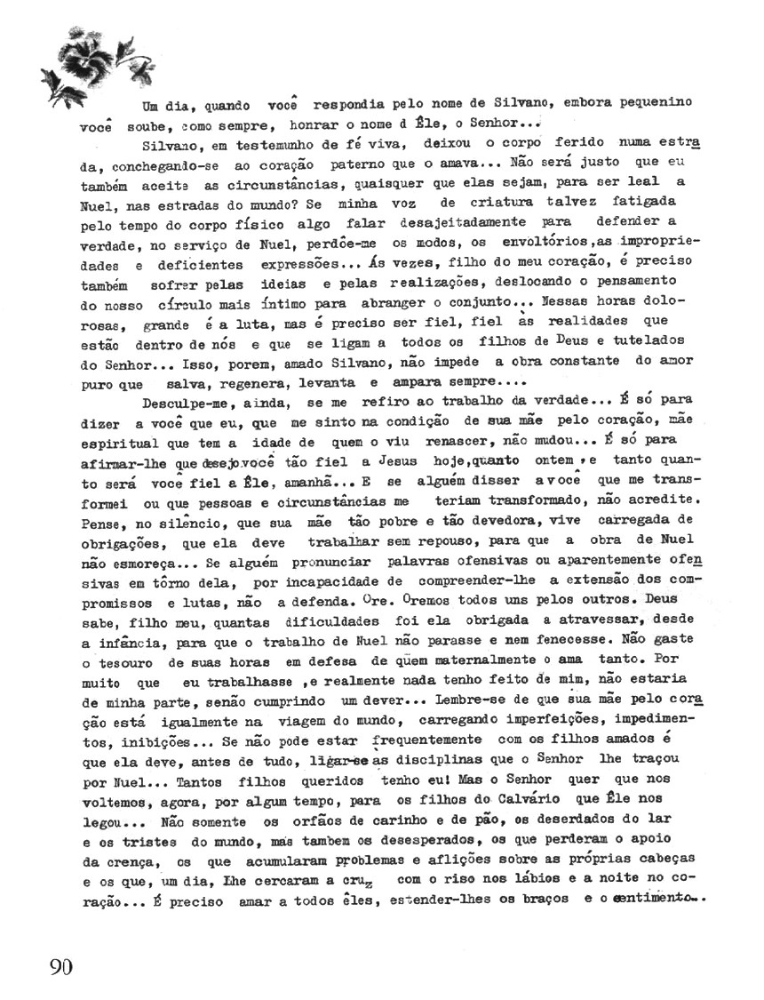 Um dia, quando você respondia pelo nome de Silvano, embora pequenino
você soube, como sempre, honrar o nome d Êle, o Senhor...
Silvano, em testemunho de fé viva, deixou o corpo ferido numa estra
da, conchegando-se ao coração paterno que o amava... Não será justo que eu
também aceite as circunstâncias, quaisquer que elas sejam, para ser leal a
Nuel, nas estradas do mundo? Se minha voz de criatura talvez fatigada
pelo tempo do corpo físico algo falar desajeitadamente para defender a
verdade, no serviço de Nuel, perdôe-me os modos, os envoltórios,as improprie-
dades e deficientes expressões... Ás vezes, filho do meu coração, é preciso
também sofrer pelas ideias e pelas realizações, deslocando o pensamento
do nosso círculo mais íntimo para abranger o conjunto... Nessas horas dolo-
rosas, grande é a luta, mas é preciso ser fiel, fiel às realidades que
estão dentro de nós e que se ligam a todos os filhos de Deus e tutelados
do Senhor... Isso, porem, amado Silvano, não impede a obra constante do amor
puro que salva, regenera, levanta e ampara sempre....
Desculpe-me, ainda, se me refiro ao trabalho da verdade... É só para
dizer a você que eu, que me sinto na condição de sua mãe pelo coração, mãe
espiritual que tem a idade de quem o viu renascer, não mudou... É só para
afirmar-lhe que desejo você tão fiel a Jesus hoje,quanto ontem , e tanto quan-
to será você fiel a Êle, amanhã... E se alguém disser a você que me trans-
formei ou que pessoas e circunstâncias me teriam transformado, não acredite.
Pense, no silêncio, que sua mãe tão pobre e tão devedora, vive carregada de
obrigações, que ela deve trabalhar sem repouso, para que a obra de Nuel
não esmoreça... Se alguém pronunciar palavras ofensivas ou aparentemente ofen
sivas em tôrno dela, por incapacidade de compreender-lhe a extensão dos com-
promissos e lutas, não a defenda. Ore. Oremos todos uns pelos outros. Deus
sabe, filho meu, quantas dificuldades foi ela obrigada a atravessar, desde
a infância, para que o trabalho de Nuel não parasse e nem fenecesse. Não gaste
o tesouro de suas horas em defesa de quem maternalmente o ama tanto. Por
muito que eu trabalhasse ,e realmente nada tenho feito de mim, não estaria
de minha parte, senão cumprindo um dever... Lembre-se de que sua mãe pelo cora
ção está igualmente na viagem do mundo, carregando imperfeições, impedimen-
tos, inibições... Se não pode estar frequentemente com os filhos amados é
que ela deve, antes de tudo, ligar-se às disciplinas que o Senhor lhe traçou
por Nuel... Tantos filhos queridos tenho eu! Mas o Senhor quer que nos
voltemos, agora, por algum tempo, para os filhos do Calvário que Êle nos
legou... Não somente os orfãos de carinho e de pão, os deserdados do lar
e os tristes do mundo, mas tambem os desesperados, os que perderam o apoio
da crença, os que acumularam problemas e aflições sobre as próprias cabeças
e os que, um dia, Lhe cercaram a cruz com o riso nos lábios e a noite no co-
ração... É preciso amar a todos êles, estender-lhes os braços e o sentimento..
90